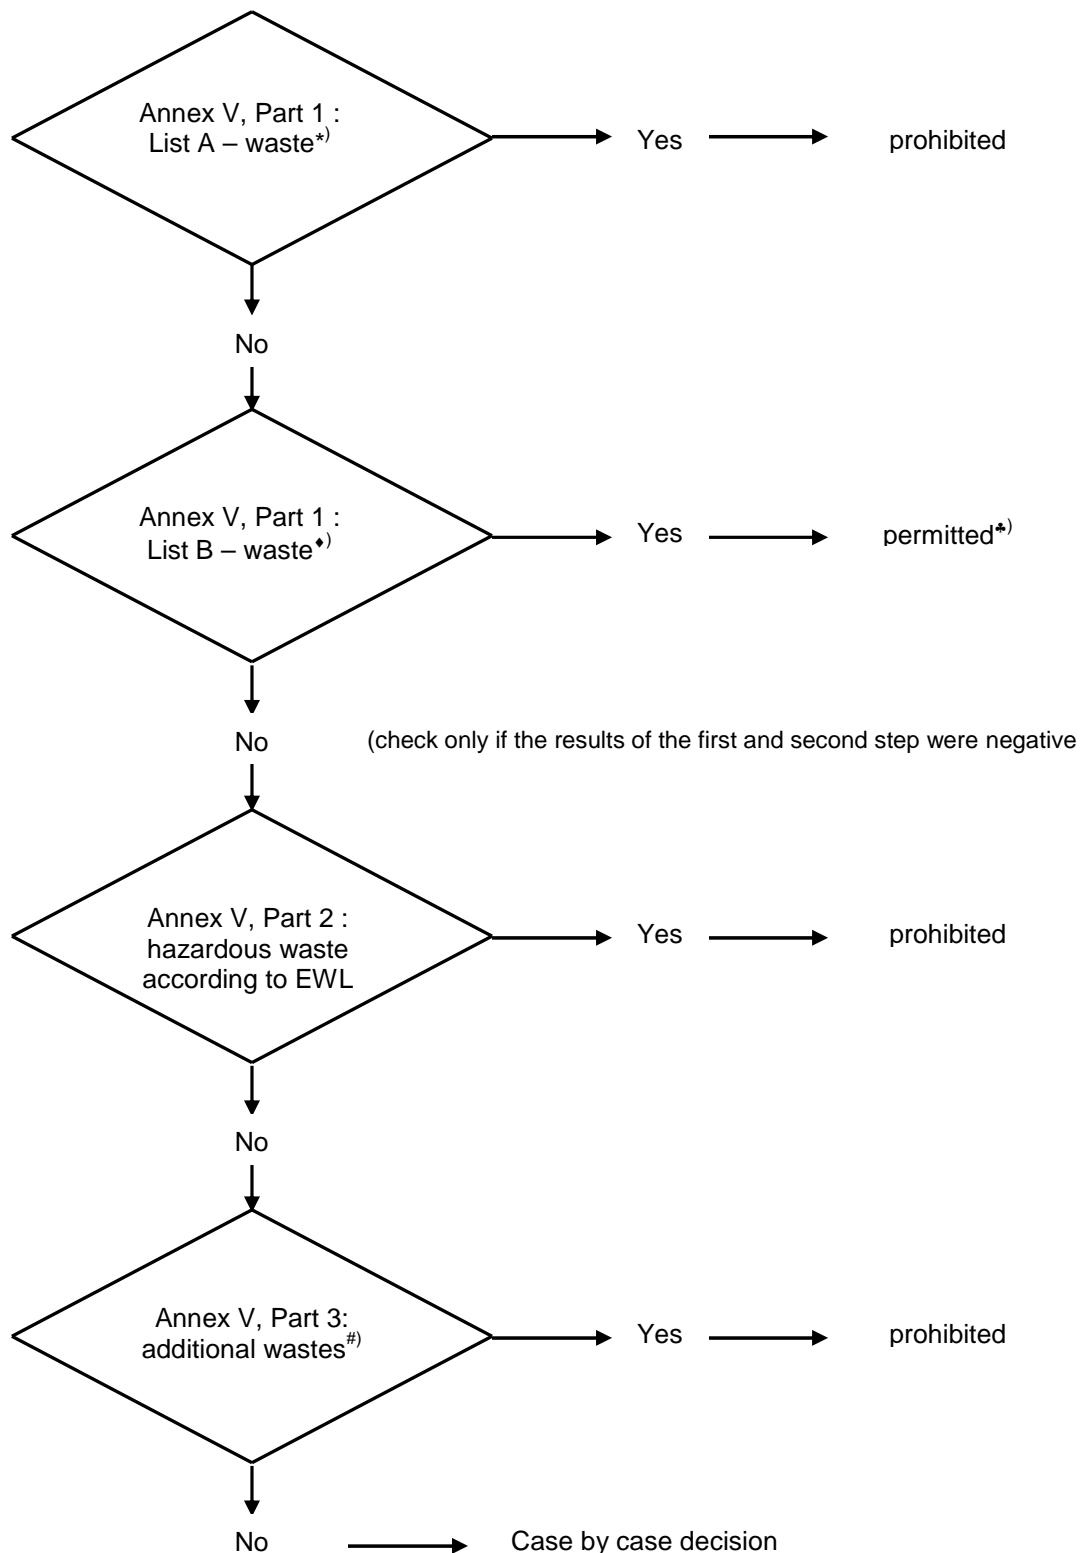 Annex V, Part 1 :
List A – waste*)
Yes
prohibited
No
Annex V, Part 1 :
List B – waste♦)
Yes
permitted♣)
No
(check only if the results of the first and second step were negative
Annex V, Part 2 :
hazardous waste
according to EWL
Yes
prohibited
No
Annex V, Part 3:
additional wastes#)
Yes
prohibited
No
Case by case decision